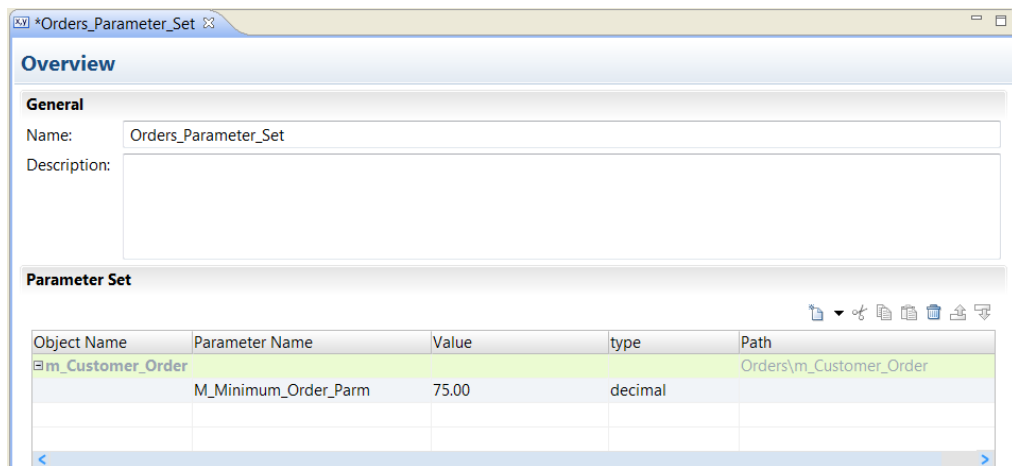 *Orders_Parameter_Set
Overview
General
Name: Orders_Parameter_Set
Description:
Parameter Set
Object Name Parameter Name Value type Path
m_Customer_Order Orders\m_Customer_Order
M_Minimum_Order_Parm 75.00 decimal